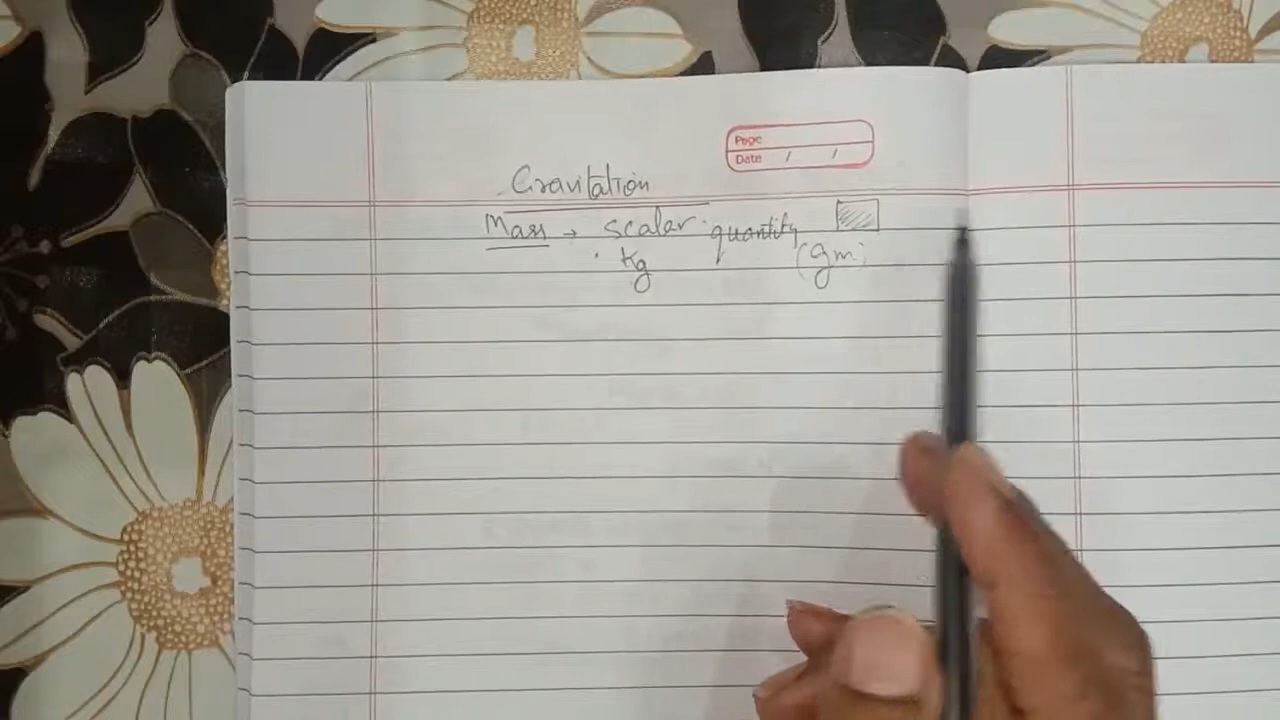 Page
Date / /
Gravitation
Mass → scalar quantity
kg (gm)